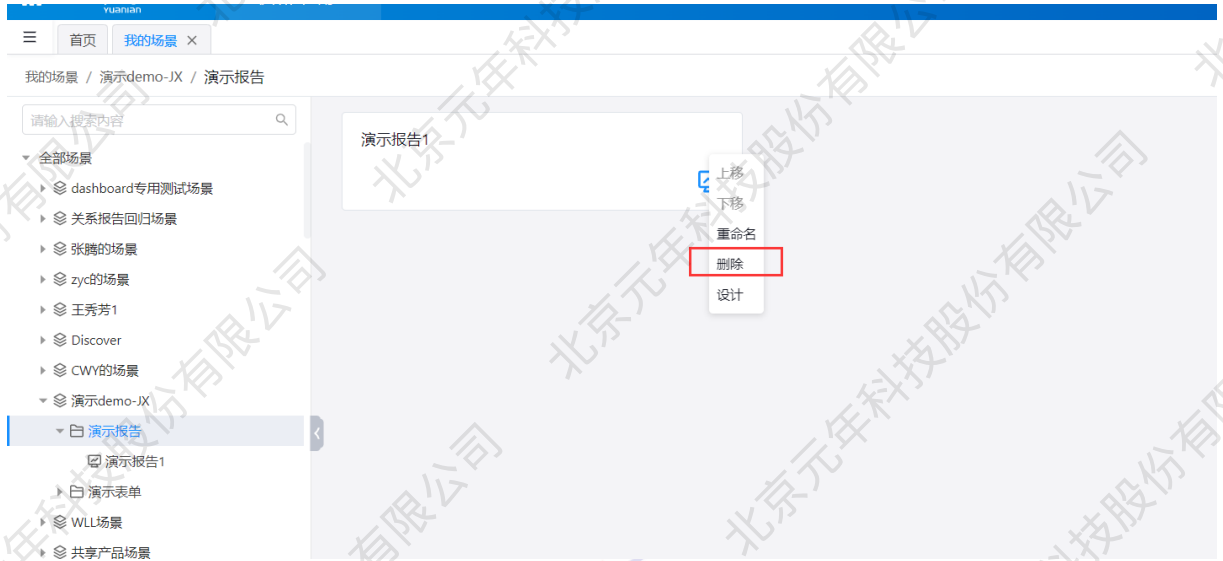 Yuanian
首页 我的场景
我的场景 / 演示demo-JX / 演示报告
请输入搜索内容
全部场景
dashboard专用测试场景
关系报告回归场景
张腾的场景
zyc的场景
王秀芳1
Discover
CWY的场景
演示demo-JX
演示报告
演示报告1
演示表单
WLL场景
共享产品场景
演示报告1
上移
下移
重命名
删除
设计
北京元年科技股份有限公司